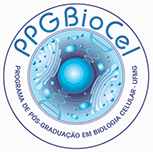 PPGBioCel
PROGRAMA DE PÓS-GRADUAÇÃO EM BIOLOGIA CELULAR - UFMG